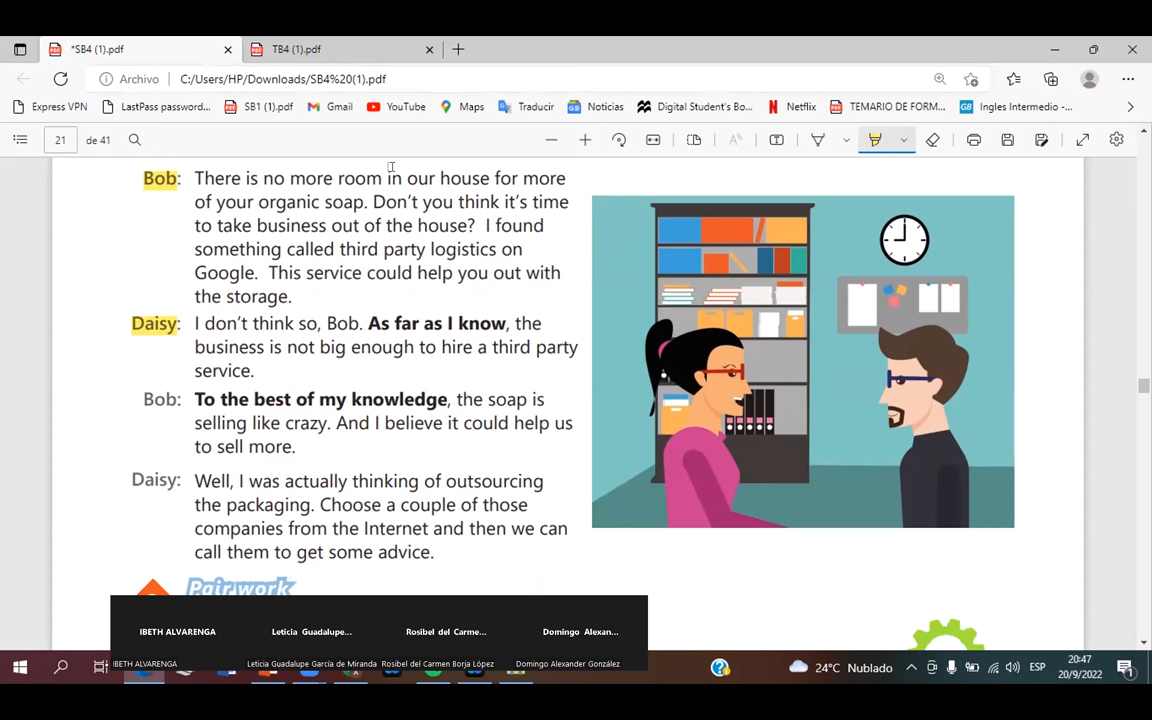 *SB4 (1).pdf
TB4 (1).pdf
Archivo
C:/Users/HP/Downloads/SB4%20(1).pdf
Express VPN
LastPass password...
SB1 (1).pdf
Gmail
YouTube
Maps
Traducir
Noticias
Digital Student's Bo...
Netflix
TEMARIO DE FORM...
Ingles Intermedio -...
21 de 41
Bob: There is no more room in our house for more
of your organic soap. Don't you think it's time
to take business out of the house? I found
something called third party logistics on
Google. This service could help you out with
the storage.
Daisy: I don't think so, Bob. As far as I know, the
business is not big enough to hire a third party
service.
Bob: To the best of my knowledge, the soap is
selling like crazy. And I believe it could help us
to sell more.
Daisy: Well, I was actually thinking of outsourcing
the packaging. Choose a couple of those
companies from the Internet and then we can
call them to get some advice.
Pair work
IBETH ALVARENGA
Leticia Guadalupe...
Rosibel del Carme...
Domingo Alexan...
IBETH ALVARENGA
Leticia Guadalupe García de Miranda
Rosibel del Carmen Borja López
Domingo Alexander González
24°C Nublado
ESP
20:47
20/9/2022